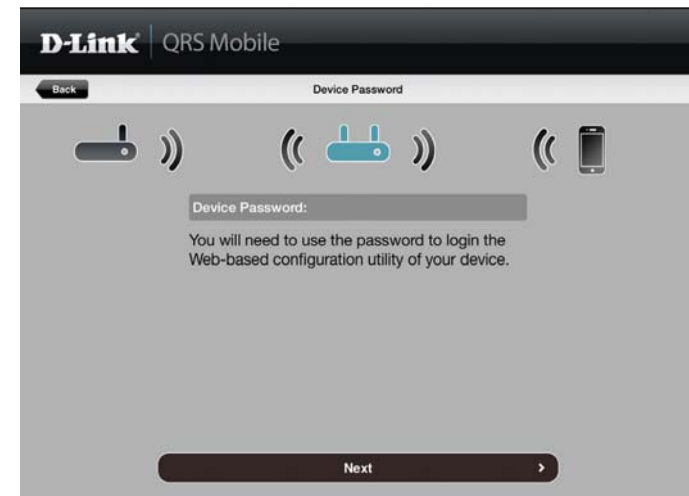 D-Link QRS Mobile
Back Device Password
Device Password:
You will need to use the password to login the
Web-based configuration utility of your device.
Next